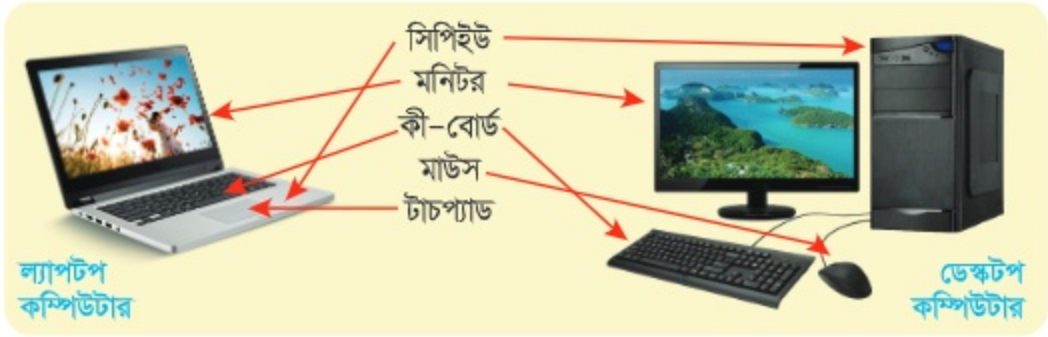 সিপিইউ
মনিটর
কী-বোর্ড
মাউস
টাচপ্যাড
ল্যাপটপ
কম্পিউটার
ডেস্কটপ
কম্পিউটার